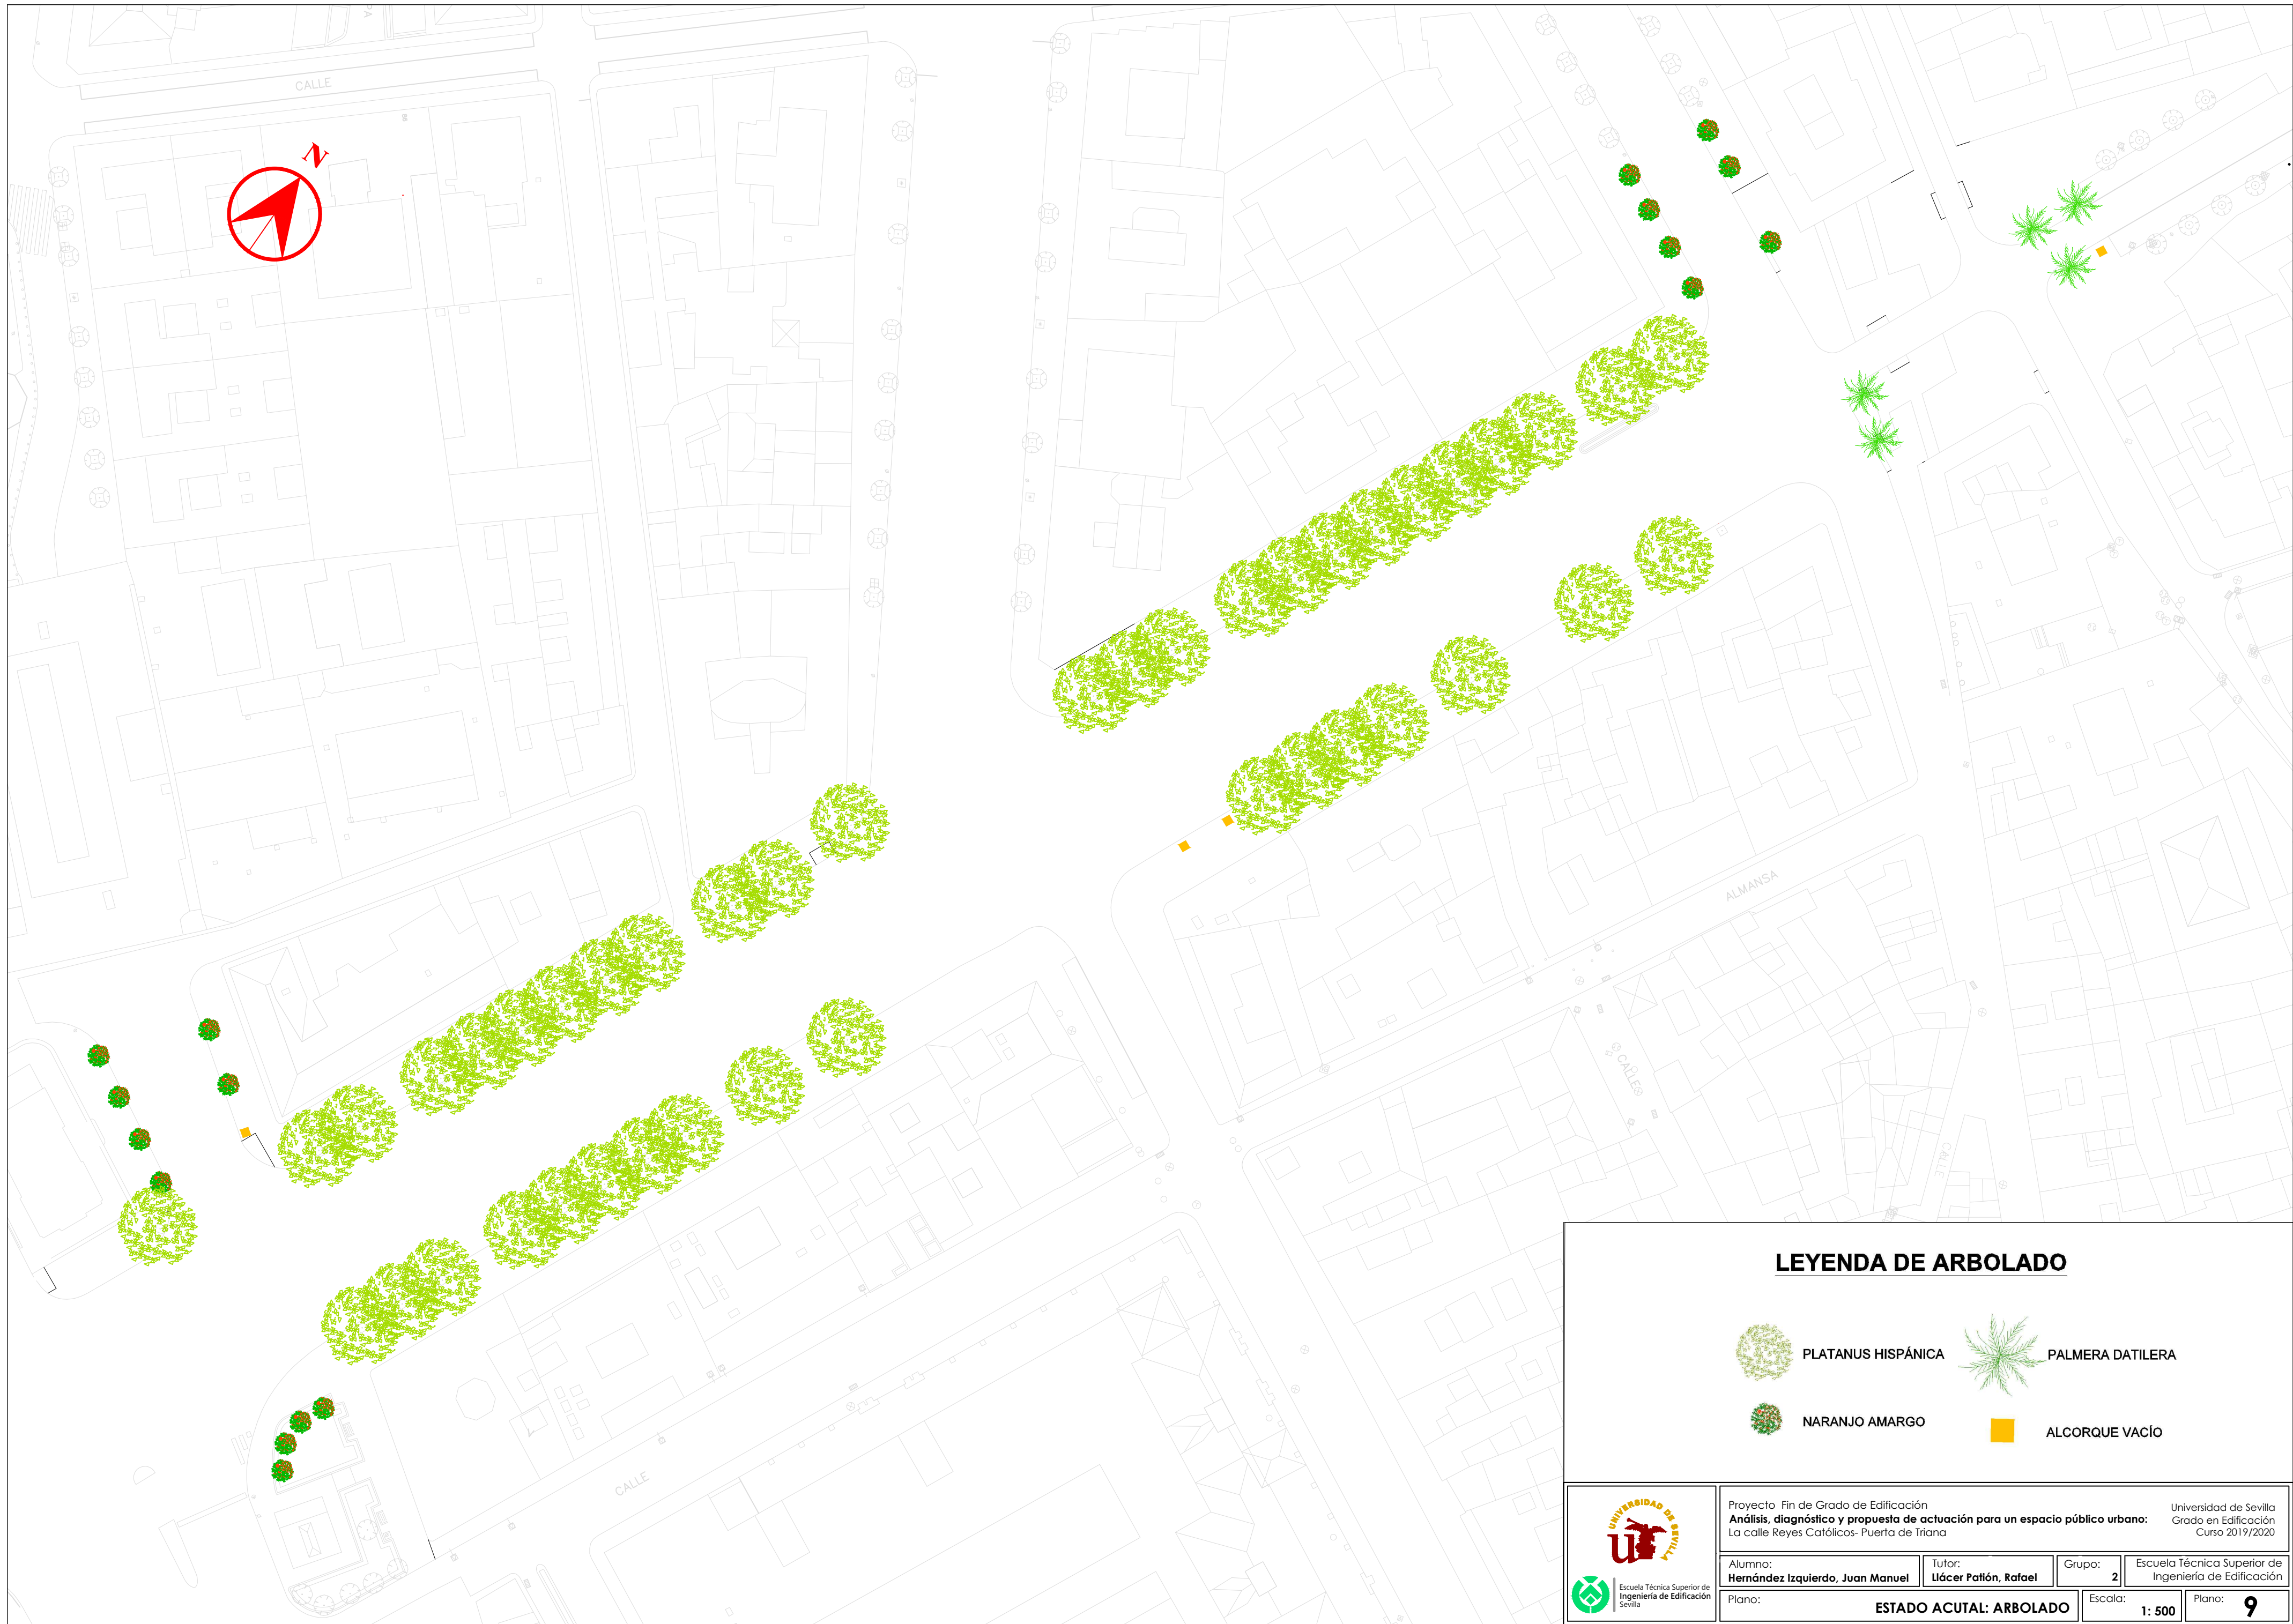 CALLE
N
ALMANSA
CALLE
CALLE
CALLE
LEYENDA DE ARBOLADO
PLATANUS HISPÁNICA
PALMERA DATILERA
NARANJO AMARGO
ALCORQUE VACÍO
UNIVERSIDAD DE SEVILLA
Escuela Técnica Superior de
Ingeniería de Edificación
Sevilla
Proyecto Fin de Grado de Edificación
Análisis, diagnóstico y propuesta de actuación para un espacio público urbano:
La calle Reyes Católicos- Puerta de Triana
Universidad de Sevilla
Grado en Edificación
Curso 2019/2020
Alumno:
Hernández Izquierdo, Juan Manuel
Tutor:
Llácer Patión, Rafael
Grupo:
2
Escuela Técnica Superior de
Ingeniería de Edificación
Plano:
ESTADO ACUTAL: ARBOLADO
Escala:
1: 500
Plano:
9